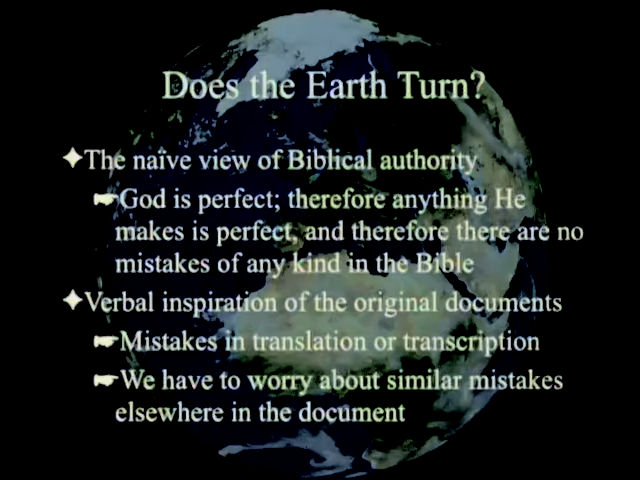 Does the Earth Turn?
✦The naïve view of Biblical authority
☛God is perfect; therefore anything He
makes is perfect, and therefore there are no
mistakes of any kind in the Bible
✦Verbal inspiration of the original documents
☛Mistakes in translation or transcription
☛We have to worry about similar mistakes
elsewhere in the document